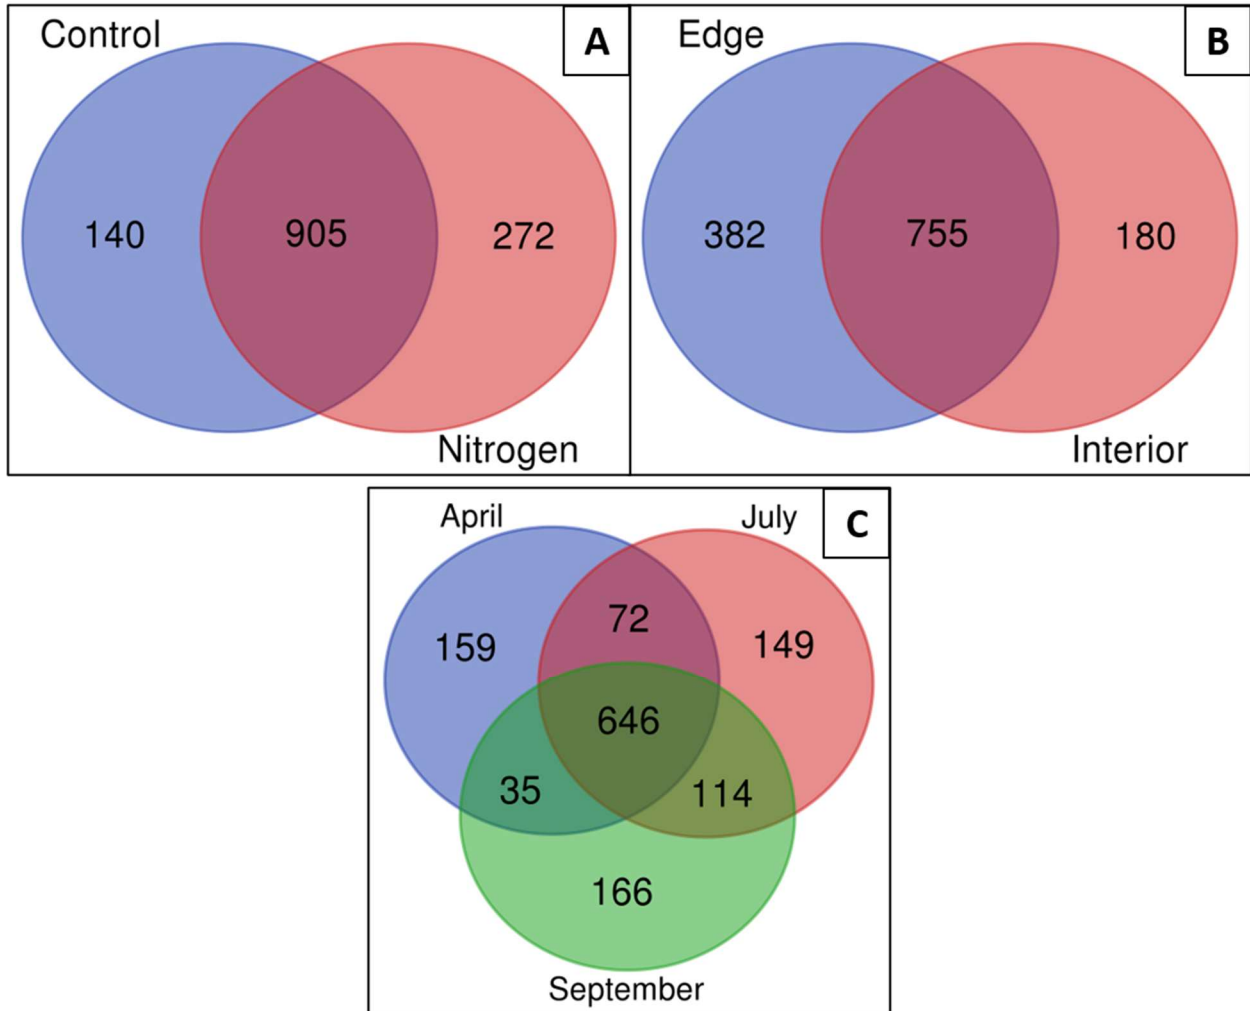 Control
A
140
905
272
Nitrogen
Edge
B
382
755
180
Interior
April
July
C
72
159
149
646
35
114
166
September